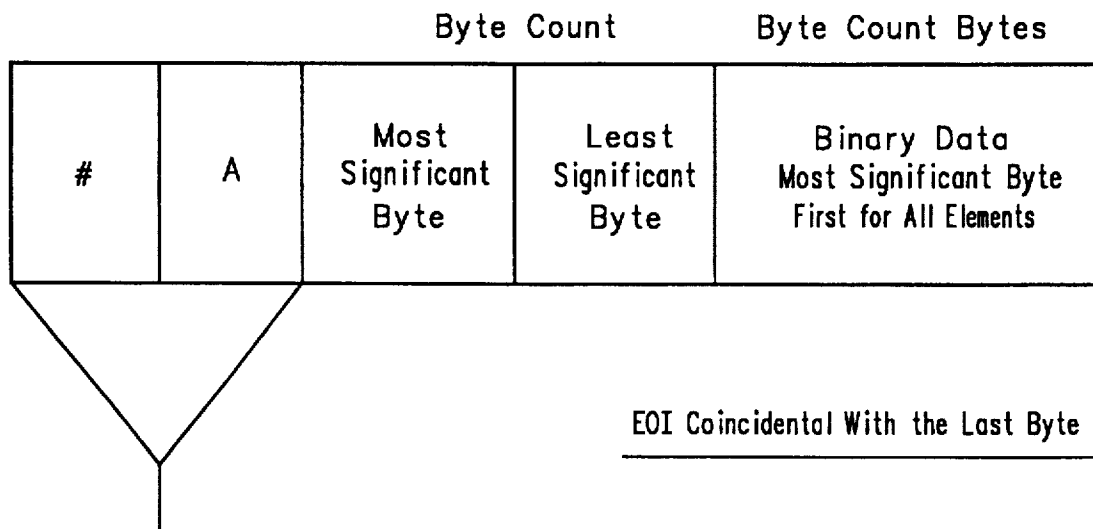 Byte Count
Byte Count Bytes
#
A
Most
Significant
Byte
Least
Significant
Byte
Binary Data
Most Significant Byte
First for All Elements
EOI Coincidental With the Last Byte